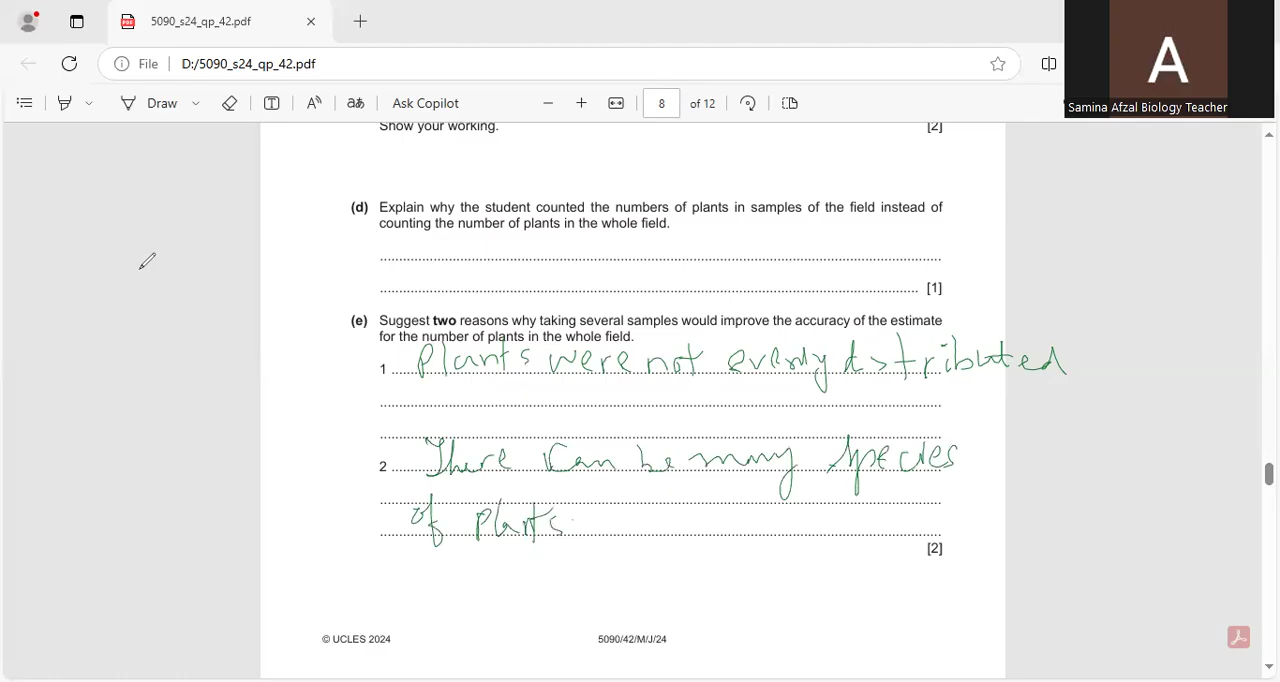 5090_s24_qp_42.pdf
File D:/5090_s24_qp_42.pdf
A
Samina Afzal Biology Teacher
Draw aあ Ask Copilot 8 of 12
Show your working. [2]
(d) Explain why the student counted the numbers of plants in samples of the field instead of
counting the number of plants in the whole field.
[1]
(e) Suggest two reasons why taking several samples would improve the accuracy of the estimate
for the number of plants in the whole field.
1 Plants were not evenly distributed
2 There can be many species
of plants
[2]
© UCLES 2024 5090/42/M/J/24